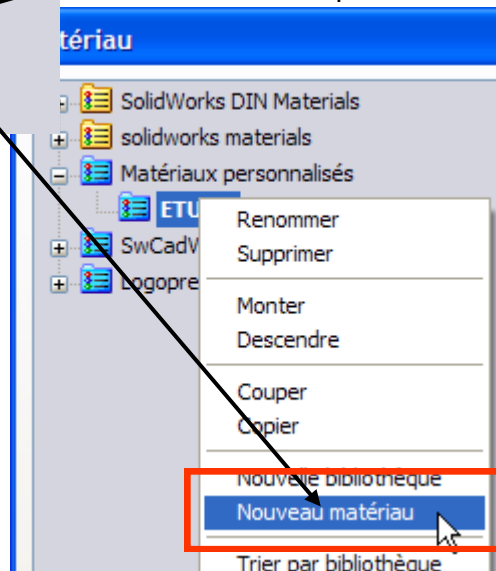 tériau
SolidWorks DIN Materials
solidworks materials
Matériaux personnalisés
ETU
SwCadW
Logopre
Renommer
Supprimer
Monter
Descendre
Couper
Copier
Nouvelle bibliothèque
Nouveau matériau
Trier par bibliothèque